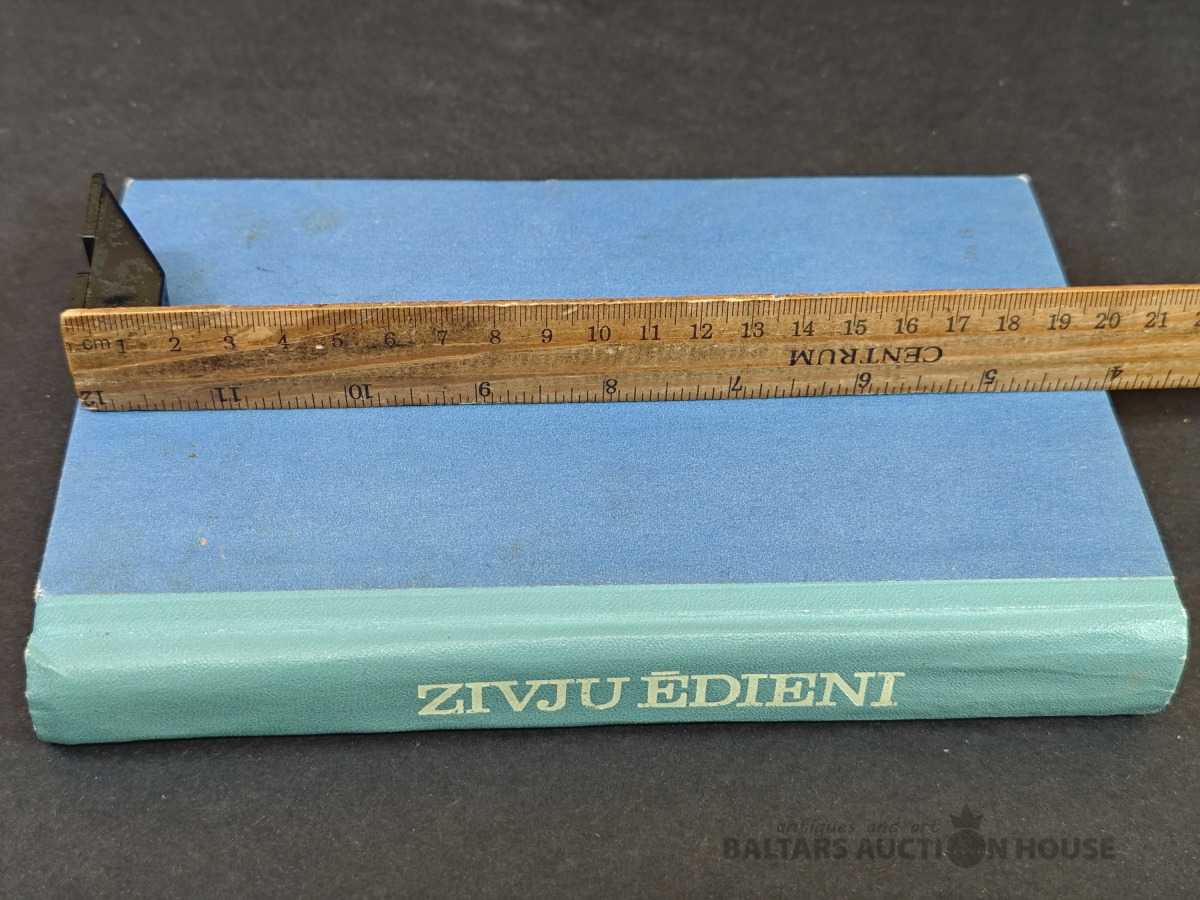 cm 1 2 3 4 5 6 7 8 9 10 11 12 13 14 15 16 17 18 19 20 21
CENTRUM
12 11 10 9 8 7 6 5 4
ZIVJU ĒDIENI
antiques and art
BALTARS AUCTION HOUSE